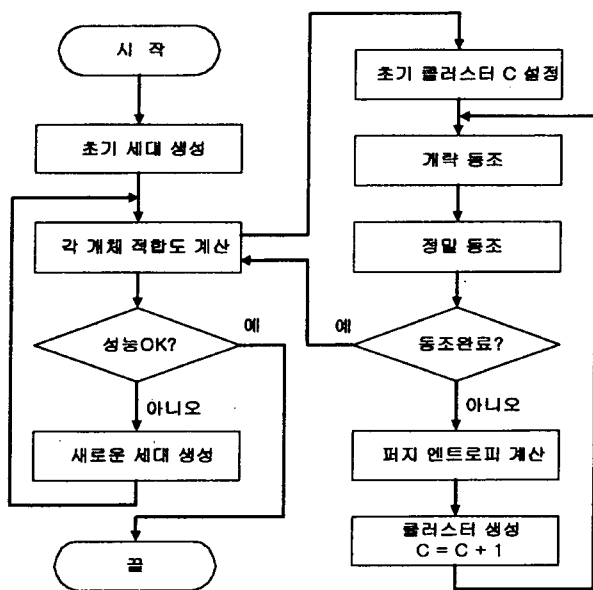 시 작
초기 세대 생성
각 개체 적합도 계산
성능OK?
예
아니오
새로운 세대 생성
끝
초기 클러스터 C 설정
개략 동조
정밀 동조
예
동조완료?
아니오
퍼지 엔트로피 계산
클러스터 생성
C = C + 1